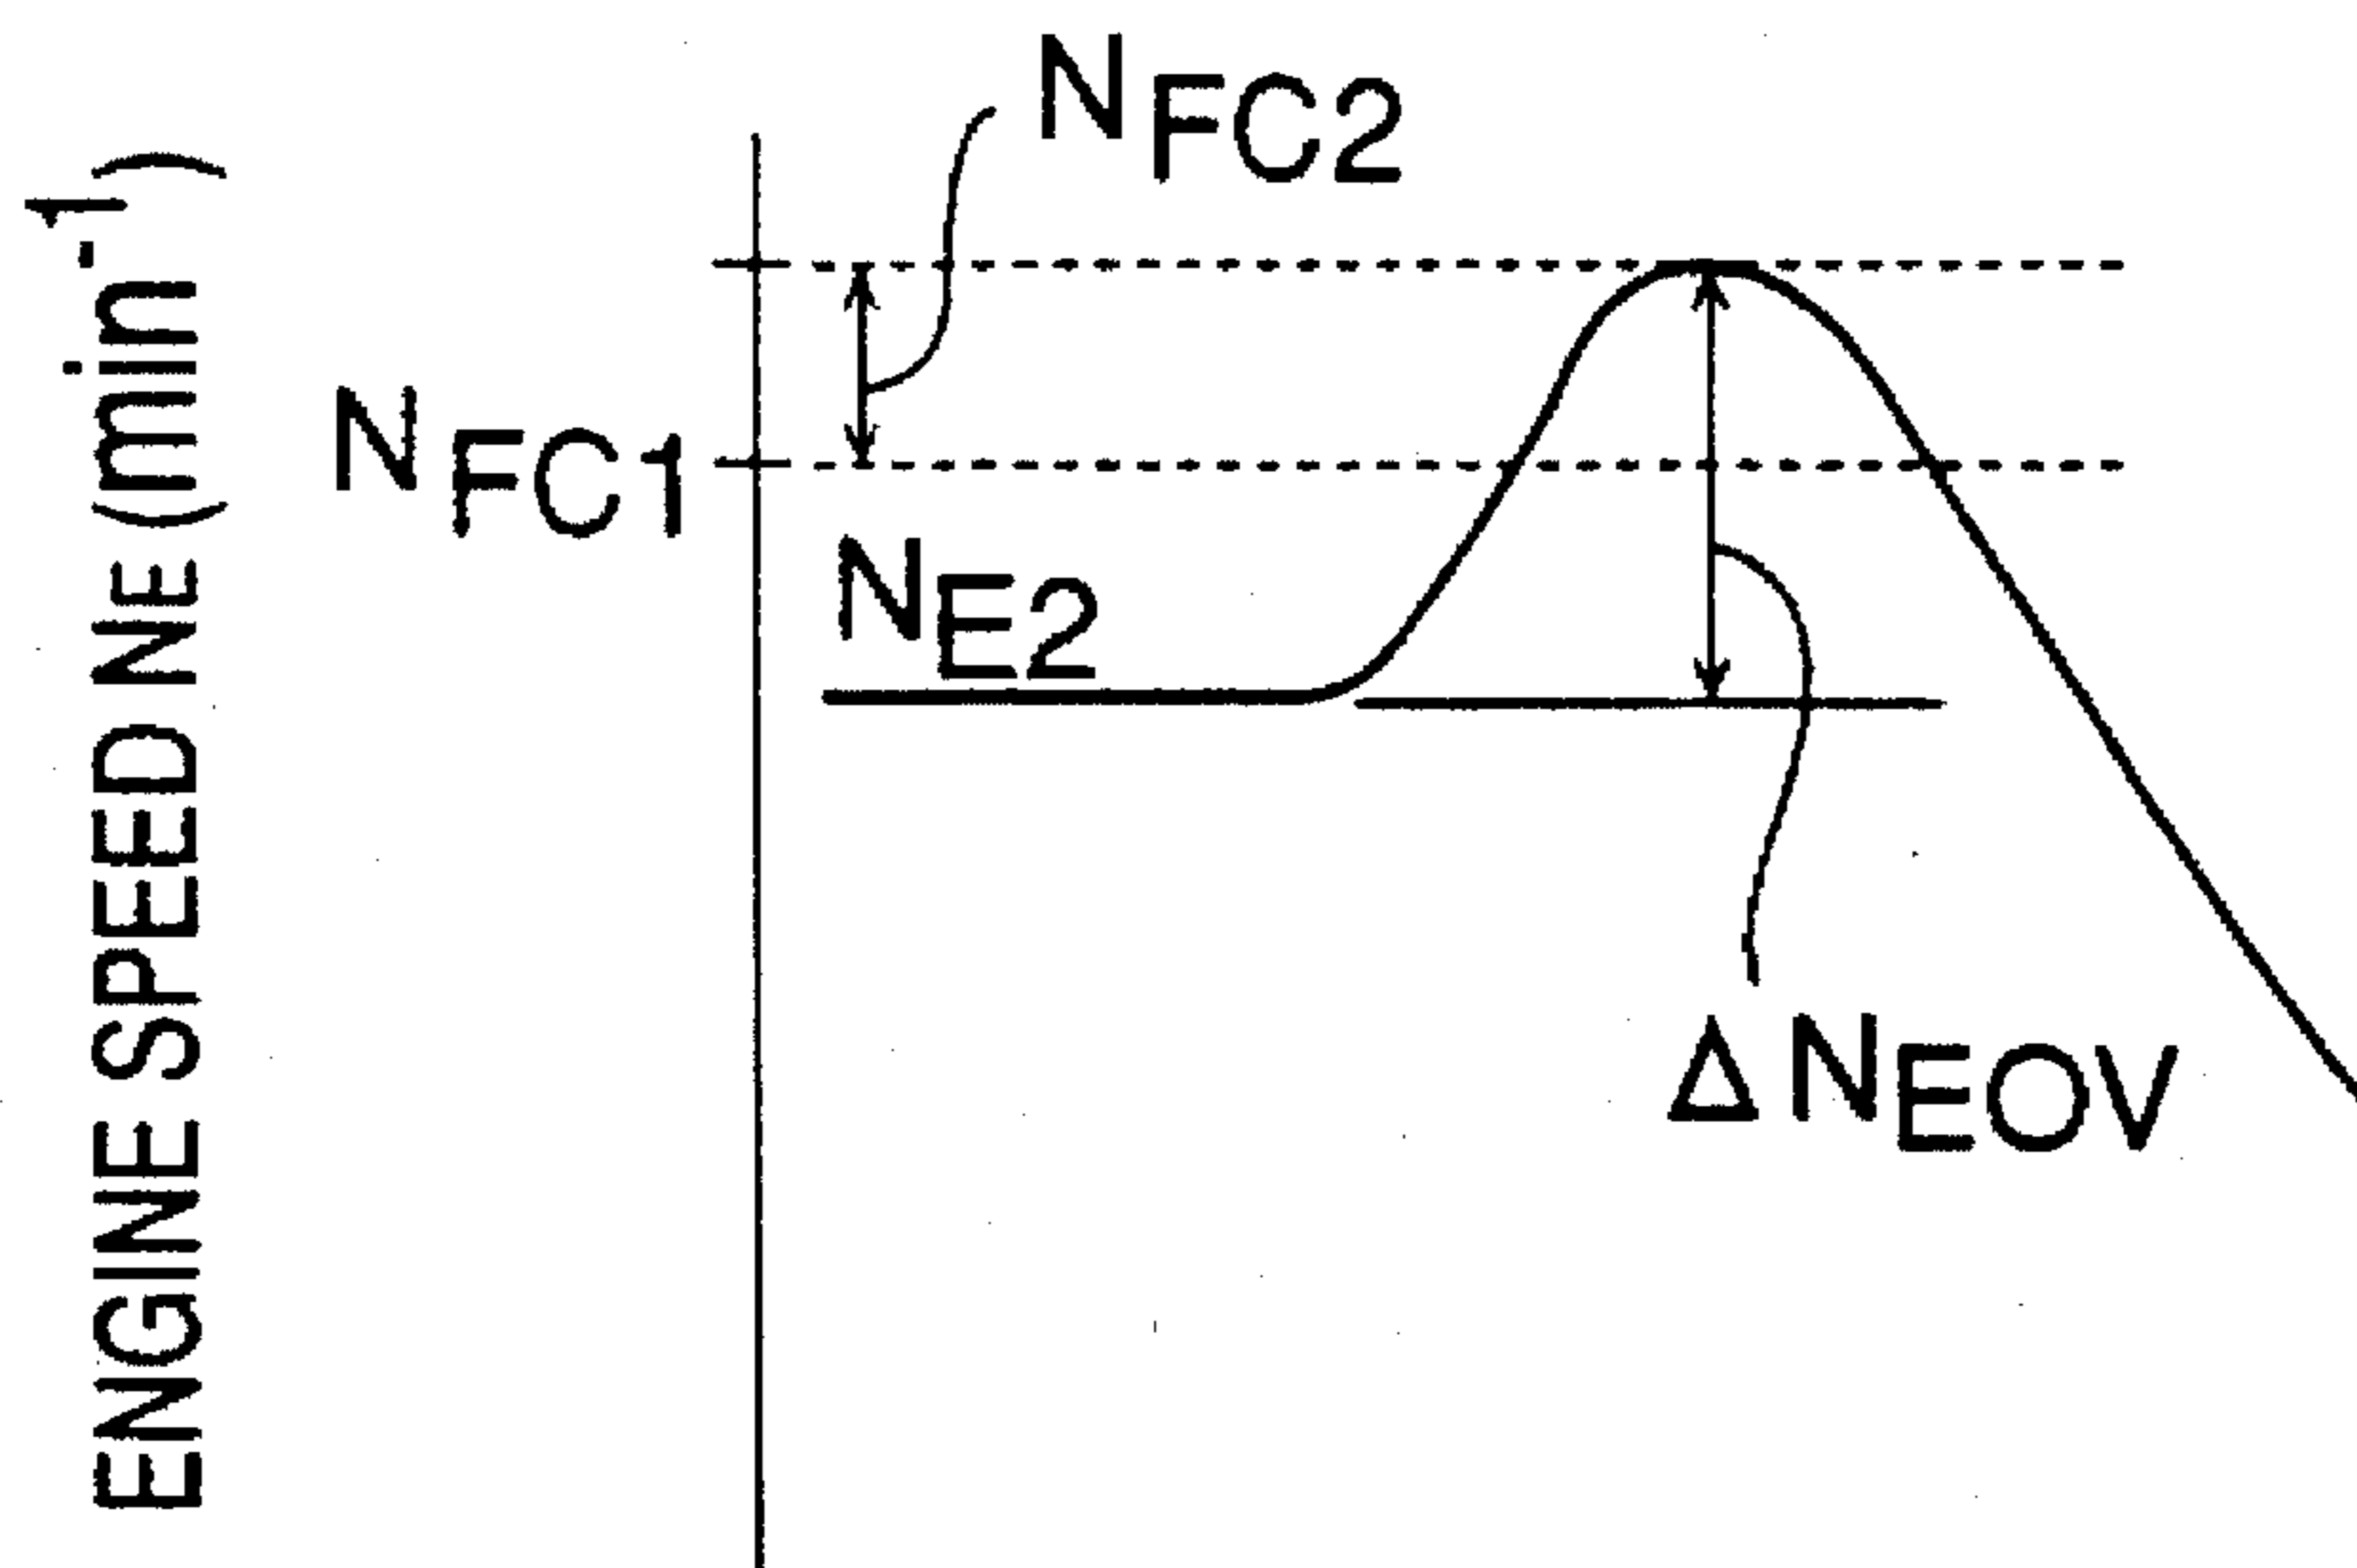 ENGINE SPEED NE (min-1)
NFC2
NFC1
NE2
ΔNEOV